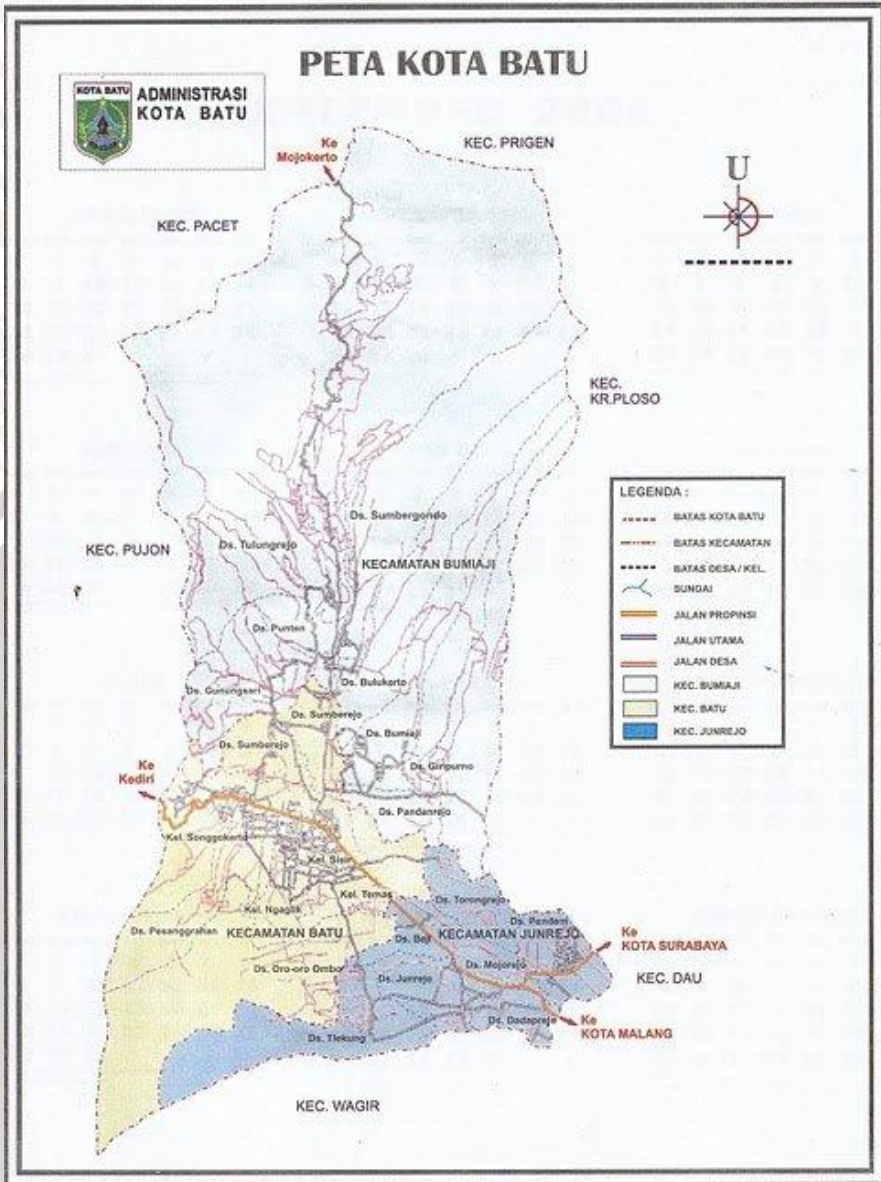 PETA KOTA BATU
KOTA BATU
ADMINISTRASI
KOTA BATU
KEC. PRIGEN
Ke
Mojokerto
U
KEC. PACET
KEC.
KR.PLOSO
LEGENDA :
BATAS KOTA BATU
BATAS KECAMATAN
BATAS DESA / KEL.
SUNGAI
JALAN PROPINSI
JALAN UTAMA
JALAN DESA
KEC. BUMIAJI
KEC. BATU
KEC. JUNREJO
Ds. Sumbergondo
KEC. PUJON
Ds. Tulungrejo
KECAMATAN BUMIAJI
Ds. Punten
Ds. Bulukerto
Ds. Gunungsari
Ds. Sumberejo
Ds. Bumiaji
Ds. Sumberejo
Ds. Giripurno
Ke
Kediri
Ds. Pandanrejo
Kel. Songgokerto
Kel. Sisir
Kel. Temas
Ds. Torongrejo
Kel. Ngaglik
Ds. Pendem
Ds. Pesanggrahan
KECAMATAN BATU
Ds. Beji
KECAMATAN JUNREJO
Ke
KOTA SURABAYA
Ds. Oro-oro Ombo
Ds. Junrejo
Ds. Mojorejo
KEC. DAU
Ds. Dadaprejo
Ke
KOTA MALANG
Ds. Tlekung
KEC. WAGIR